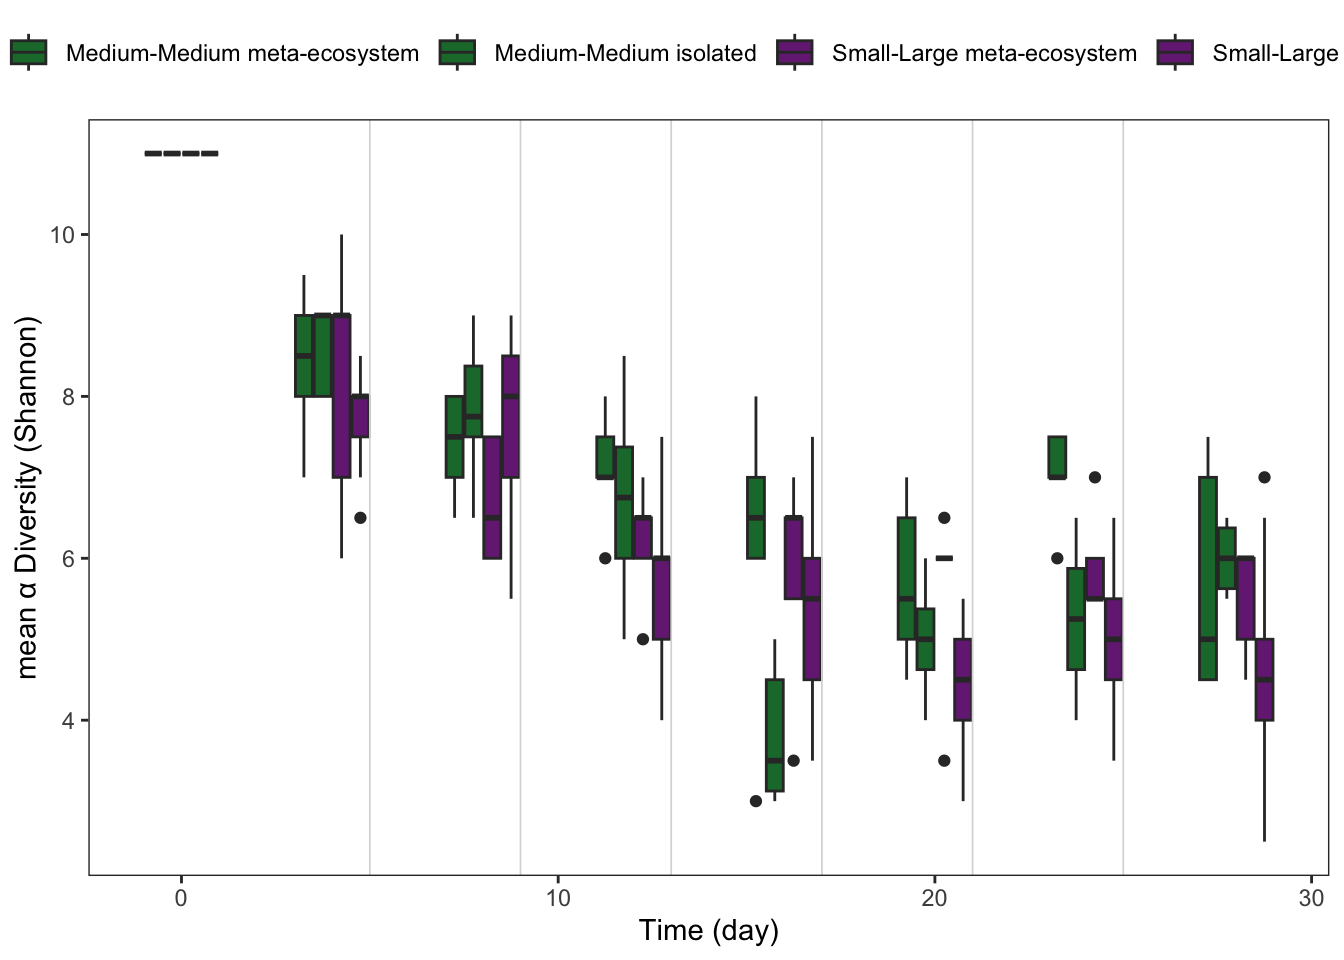 Medium-Medium meta-ecosystem Medium-Medium isolated Small-Large meta-ecosystem Small-Large
10
8
6
4
mean α Diversity (Shannon)
0 10 20 30
Time (day)